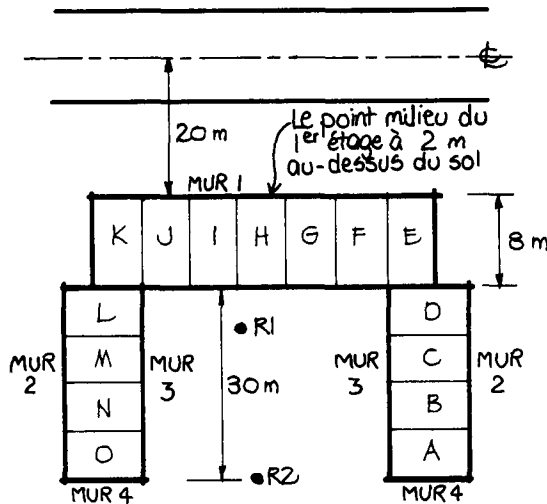 ℄
20 m
Le point milieu du
1er étage à 2 m
au-dessus du sol
MUR 1
K J I H G F E
8 m
L
D
R1
MUR
2
M
MUR
3
30 m
MUR
3
C
MUR
2
N
B
O
A
R2
MUR 4
MUR 4